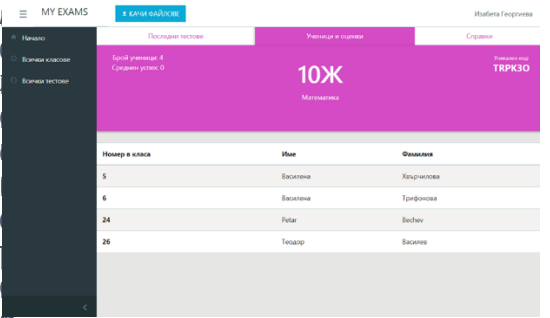 MY EXAMS
КАЧИ ФАЙЛОВЕ
Изабета Георгиева
Начало
Всички класове
Всички тестове
Последни тестове
Ученици и оценки
Справки
Брой ученици: 4
Среднен успех: 0
10Ж
Математика
Уникален код:
TRPK3O
Номер в класа Име Фамилия
5 Василена Хвърчилова
6 Василена Трифонова
24 Petar Bechev
26 Теодор Василев